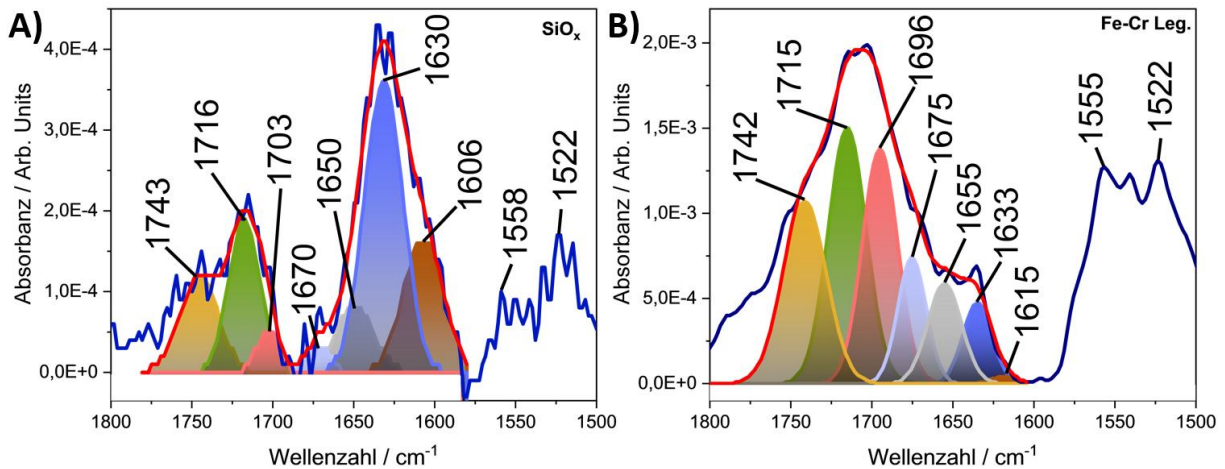 A)
SiOx
4,0E-4
3,0E-4
2,0E-4
1,0E-4
0,0E+0
1743
1716
1703
1670
1650
1630
1606
1558
1522
1800
1750
1700
1650
1600
1550
1500
Absorbanz / Arb. Units
Wellenzahl / cm⁻¹
B)
Fe-Cr Leg.
2,0E-3
1,5E-3
1,0E-3
5,0E-4
0,0E+0
1742
1715
1696
1675
1655
1633
1615
1555
1522
1800
1750
1700
1650
1600
1550
1500
Absorbanz / Arb. Units
Wellenzahl / cm⁻¹